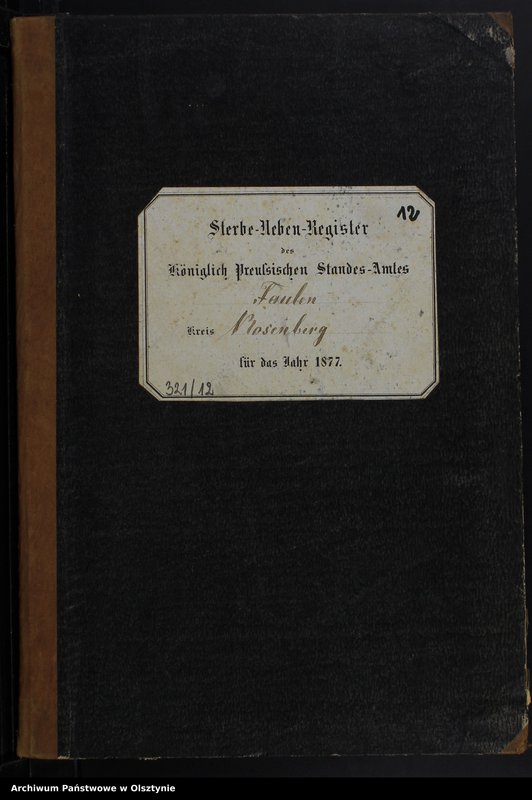 12
Sterbe-Neben-Register
des
Königlich Preußischen Standes-Amtes
Faulen
Kreis Rosenberg
für das Jahr 1877.
321/12
Archiwum Państwowe w Olsztynie